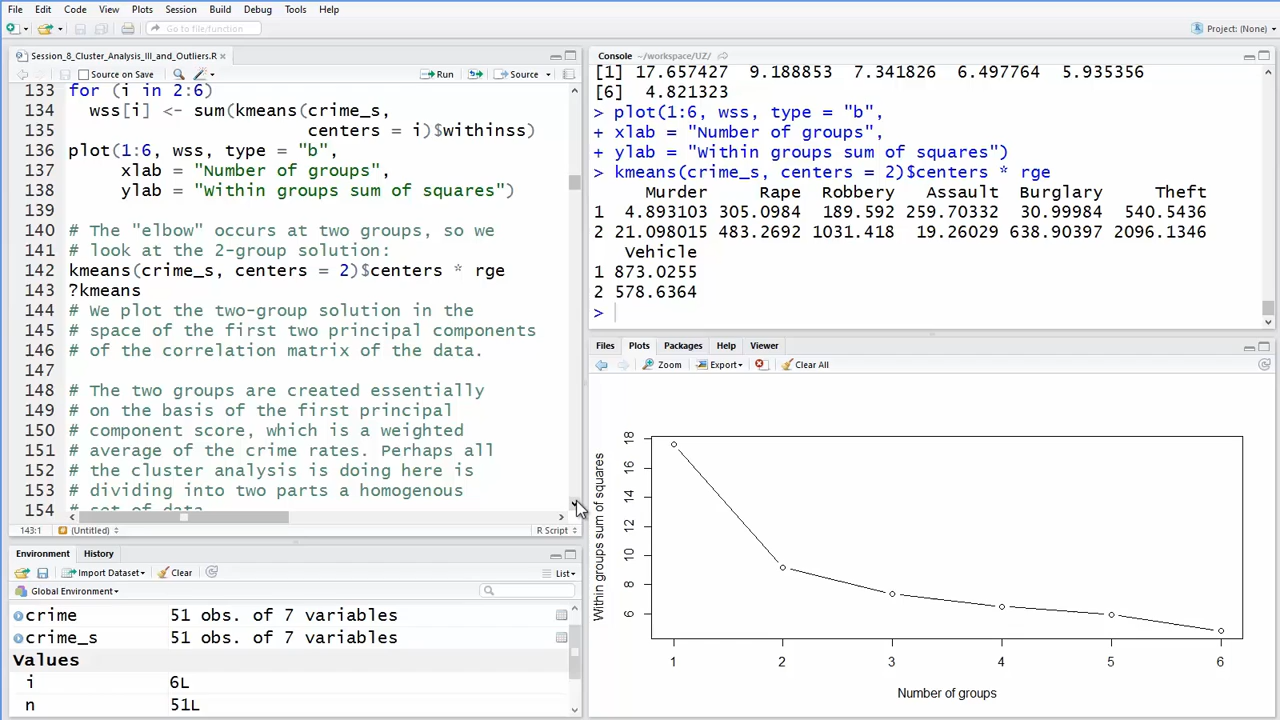 File Edit Code View Plots Session Build Debug Tools Help
Go to file/function
Project: (None)
Session_8_Cluster_Analysis_III_and_Outliers.R
Source on Save
Run
Source
133 for (i in 2:6)
134 wss[i] <- sum(kmeans(crime_s,
135 centers = i)$withinss)
136 plot(1:6, wss, type = "b",
137 xlab = "Number of groups",
138 ylab = "Within groups sum of squares")
139
140 # The "elbow" occurs at two groups, so we
141 # look at the 2-group solution:
142 kmeans(crime_s, centers = 2)$centers * rge
143 ?kmeans
144 # We plot the two-group solution in the
145 # space of the first two principal components
146 # of the correlation matrix of the data.
147
148 # The two groups are created essentially
149 # on the basis of the first principal
150 # component score, which is a weighted
151 # average of the crime rates. Perhaps all
152 # the cluster analysis is doing here is
153 # dividing into two parts a homogenous
154 # set of data
143:1 (Untitled) R Script
Environment History
Import Dataset Clear List
Global Environment
crime 51 obs. of 7 variables
crime_s 51 obs. of 7 variables
Values
i 6L
n 51L
Console ~/workspace/UZ/
[1] 17.657427 9.188853 7.341826 6.497764 5.935356
[6] 4.821323
> plot(1:6, wss, type = "b",
+ xlab = "Number of groups",
+ ylab = "Within groups sum of squares")
> kmeans(crime_s, centers = 2)$centers * rge
Murder Rape Robbery Assault Burglary Theft
1 4.893103 305.0984 189.592 259.70332 30.99984 540.5436
2 21.098015 483.2692 1031.418 19.26029 638.90397 2096.1346
Vehicle
1 873.0255
2 578.6364
>
Files Plots Packages Help Viewer
Zoom Export Clear All
Within groups sum of squares
18
16
14
12
10
8
6
1 2 3 4 5 6
Number of groups